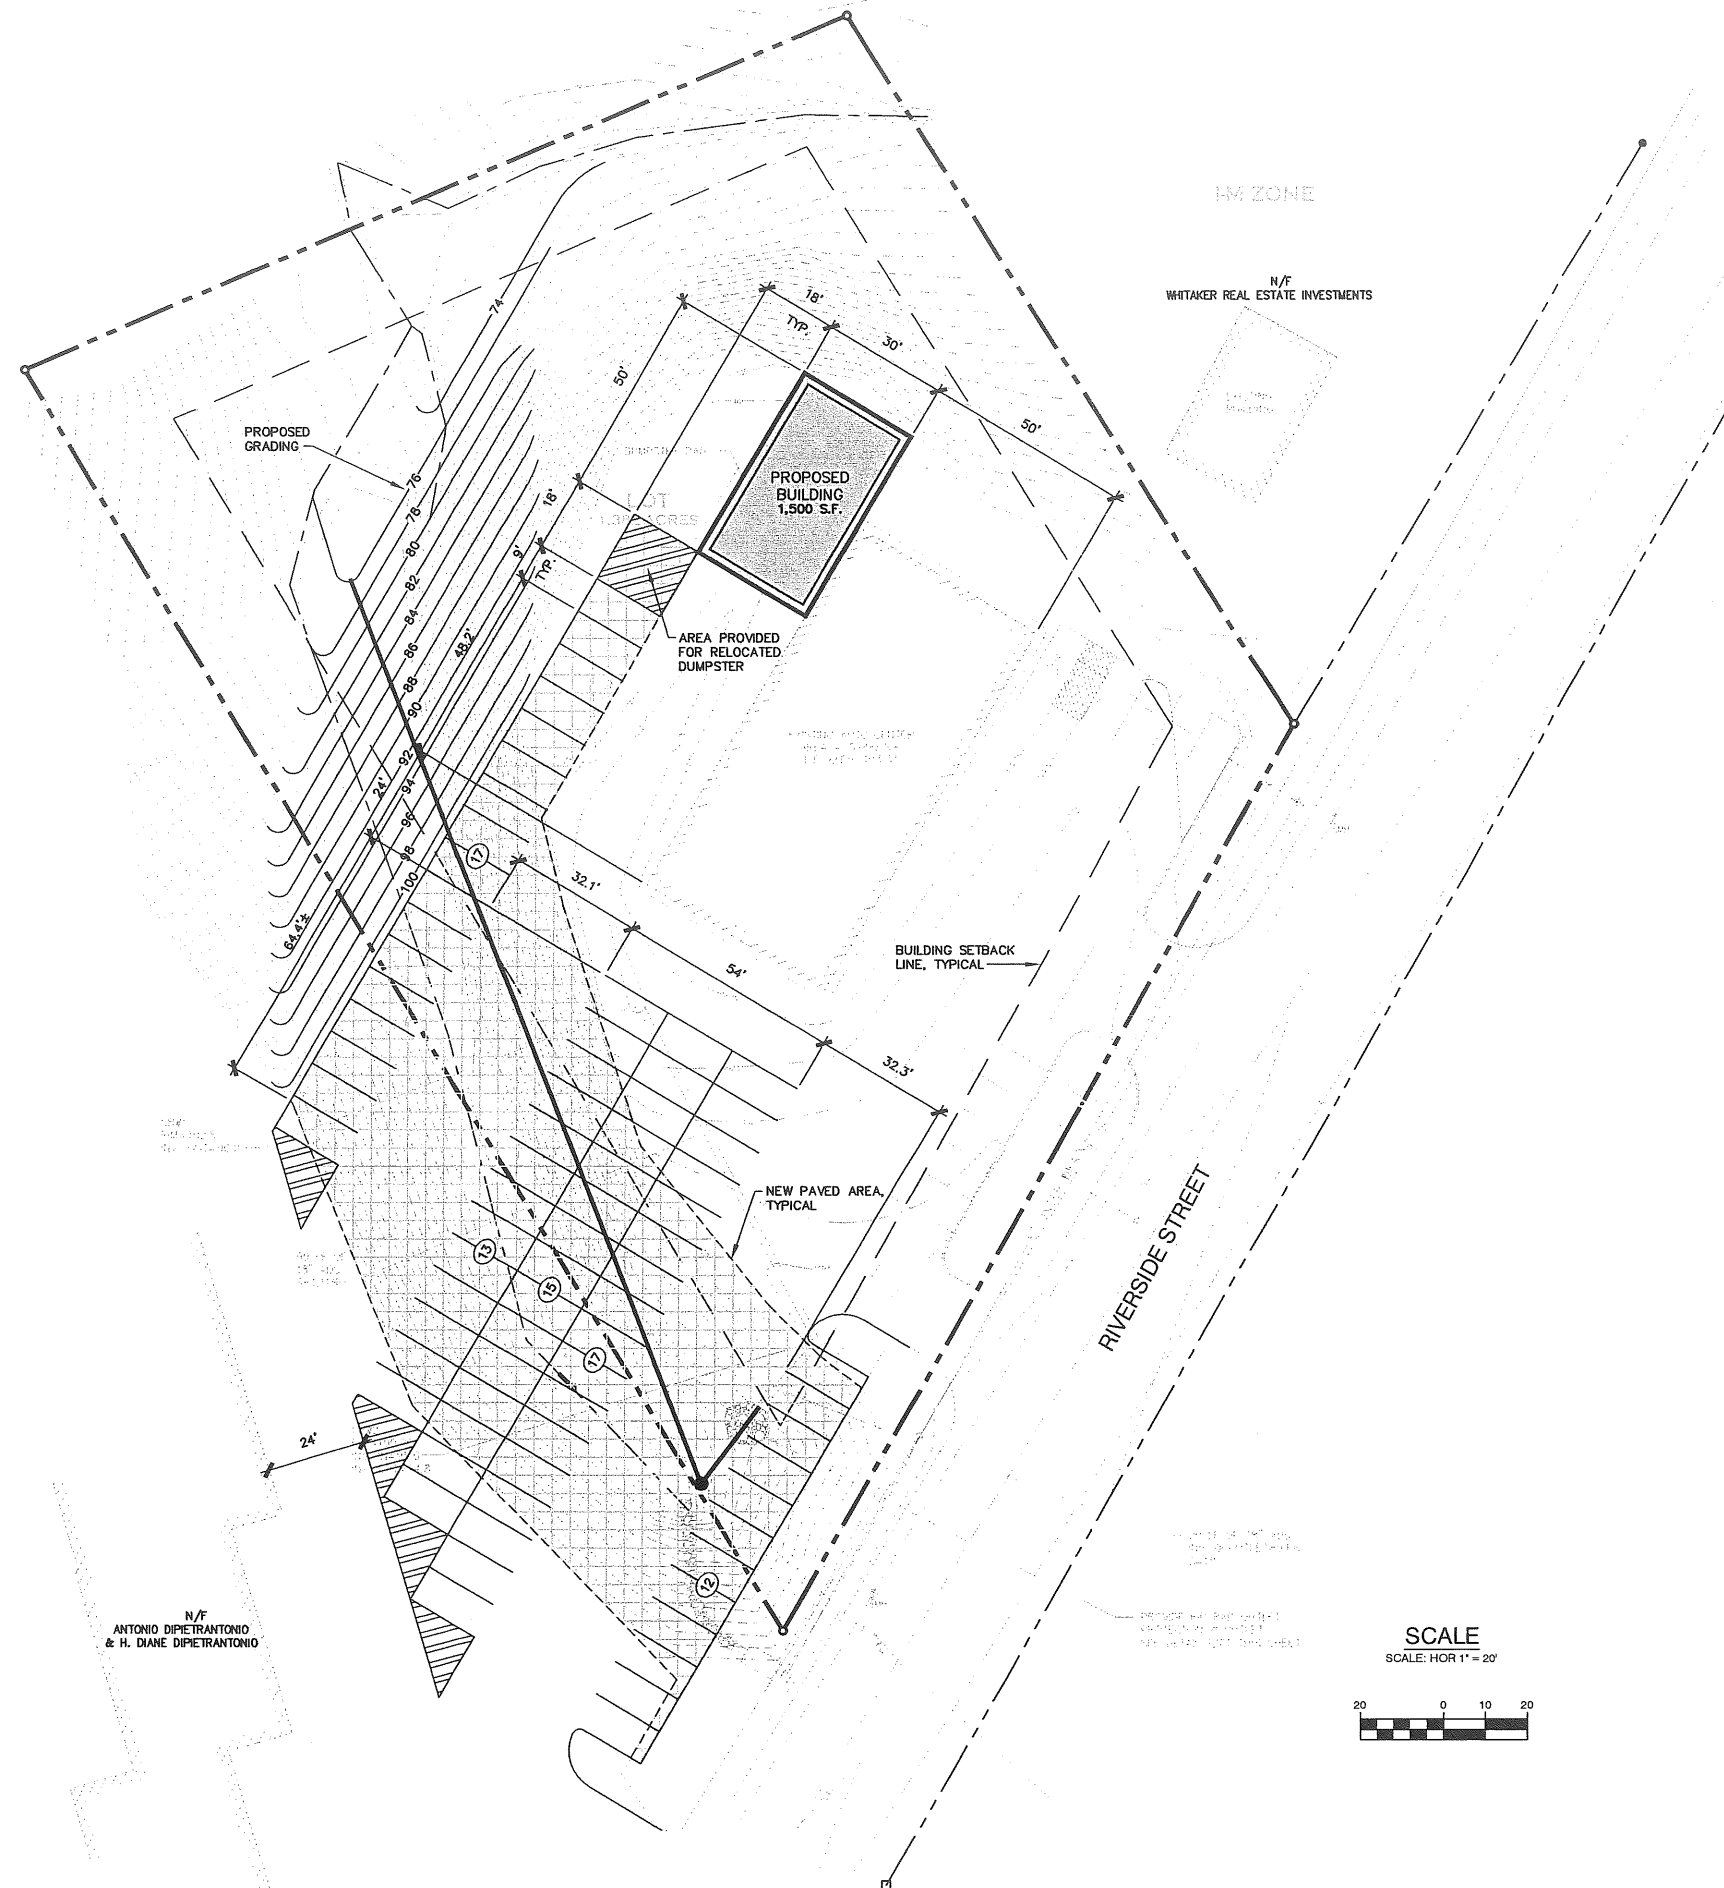 I-M ZONE
N/F
WHITAKER REAL ESTATE INVESTMENTS
18'
TYP.
30'
50'
50'
74
PROPOSED
GRADING
76
78
80
82
84
86
88
90
92
94
96
98
100
18'
9'
TYP.
48.2'
24'
64.4'±
LOT
ACRES
PROPOSED
BUILDING
1,500 S.F.
AREA PROVIDED
FOR RELOCATED
DUMPSTER
17
32.1'
54'
32.3'
BUILDING SETBACK
LINE, TYPICAL
NEW PAVED AREA,
TYPICAL
RIVERSIDE STREET
13
15
17
12
24'
N/F
ANTONIO DIPIETRANTONIO
& H. DIANE DIPIETRANTONIO
SCALE
SCALE: HOR 1" = 20'
20 0 10 20